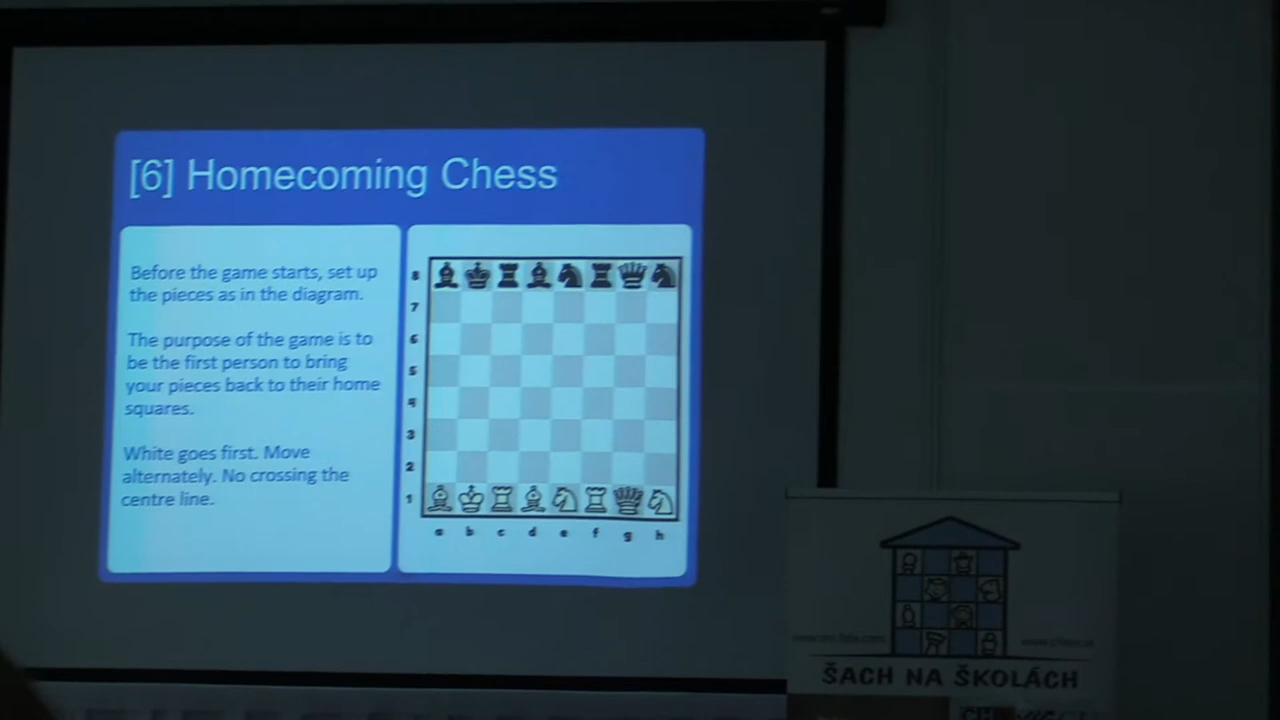 [6] Homecoming Chess
Before the game starts, set up
the pieces as in the diagram.
The purpose of the game is to
be the first person to bring
your pieces back to their home
squares.
White goes first. Move
alternately. No crossing the
centre line.
8
7
6
5
4
3
2
1
a b c d e f g h
ŠACH NA ŠKOLÁCH